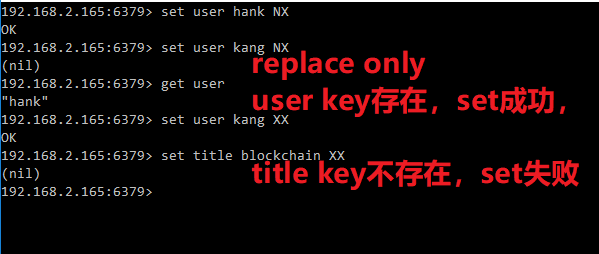 192.168.2.165:6379> set user hank NX
OK
192.168.2.165:6379> set user kang NX
(nil)
192.168.2.165:6379> get user
"hank"
192.168.2.165:6379> set user kang XX
OK
192.168.2.165:6379> set title blockchain XX
(nil)
192.168.2.165:6379>
replace only
user key存在，set成功，
title key不存在，set失败